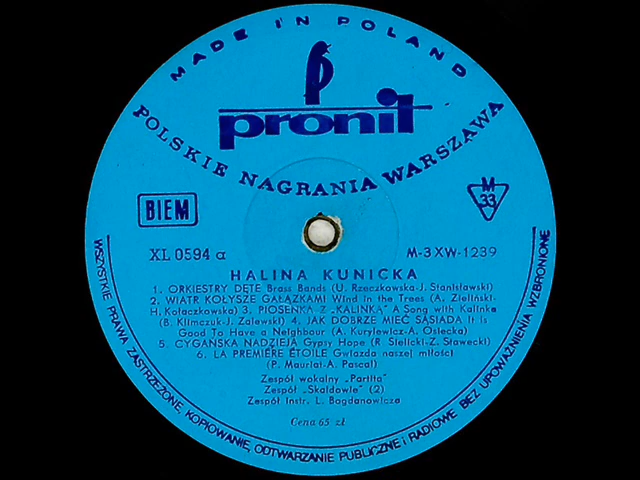 MADE IN POLAND
pronit
POLSKIE NAGRANIA WARSZAWA
BIEM
M
33
XL 0594 α
M-3 XW-1239
HALINA KUNICKA
1. ORKIESTRY DĘTE Brass Bands (U. Rzeczkowska-J. Stanisławski)
2. WIATR KOŁYSZE GAŁĄZKAMI Wind in the Trees (A. Zieliński-
H. Kołaczkowska) 3. PIOSENKA Z „KALINKĄ" A Song with Kalinka
(B. Klimczuk-J. Zalewski) 4. JAK DOBRZE MIEĆ SĄSIADA It is
Good To Have a Neighbour (A. Kurylewicz-A. Osiecka)
5. CYGAŃSKA NADZIEJA Gypsy Hope (R. Sielicki-Z. Stawecki)
6. LA PREMIÈRE ÉTOILE Gwiazda naszej miłości
(P. Mauriat-A. Pascal)
Zespół wokalny „Partita"
Zespół „Skaldowie" (2)
Zespół instr. L. Bogdanowicza
Cena 65 zł
WSZYSTKIE PRAWA ZASTRZEŻONE, KOPIOWANIE, ODTWARZANIE PUBLICZNE i RADIOWE BEZ UPOWAŻNIENIA WZBRONIONE